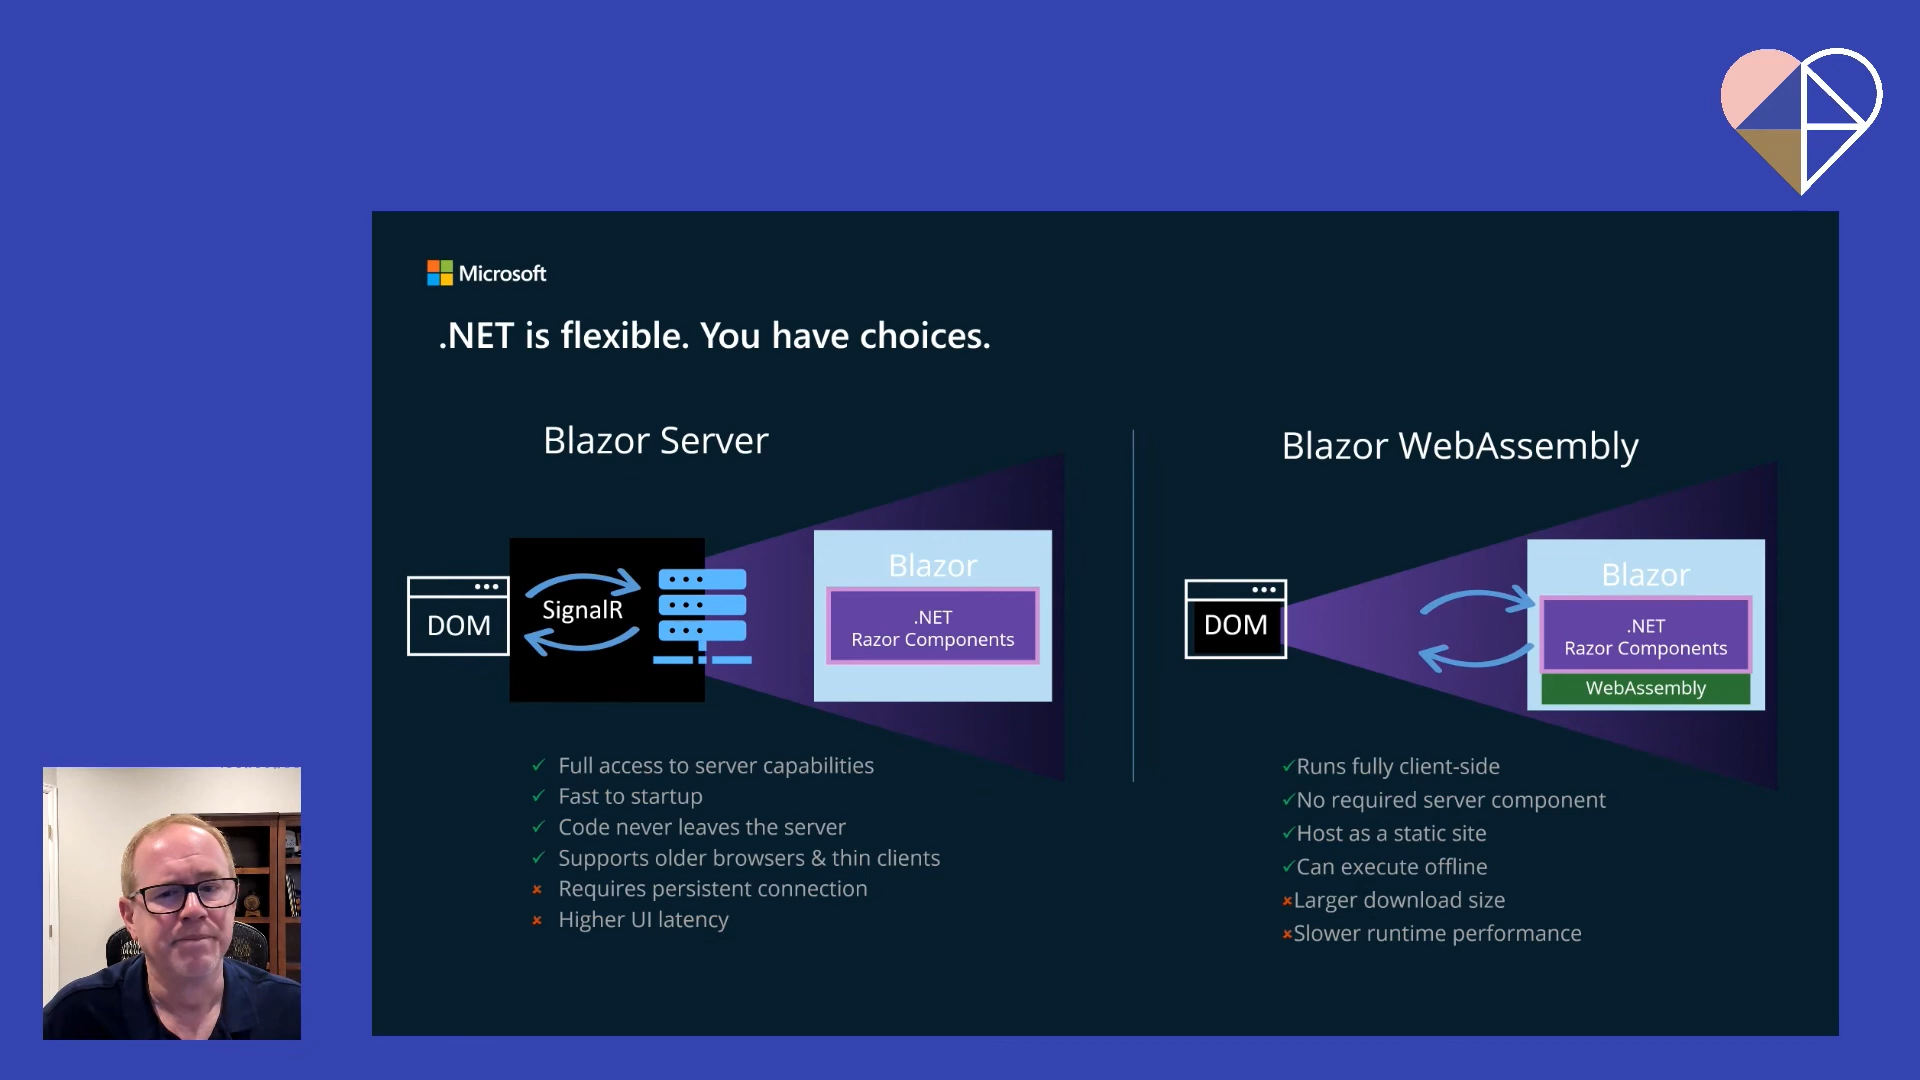 Microsoft
.NET is flexible. You have choices.
Blazor Server
DOM
SignalR
Blazor
.NET
Razor Components
✓ Full access to server capabilities
✓ Fast to startup
✓ Code never leaves the server
✓ Supports older browsers & thin clients
× Requires persistent connection
× Higher UI latency
Blazor WebAssembly
DOM
Blazor
.NET
Razor Components
WebAssembly
✓Runs fully client-side
✓No required server component
✓Host as a static site
✓Can execute offline
×Larger download size
×Slower runtime performance